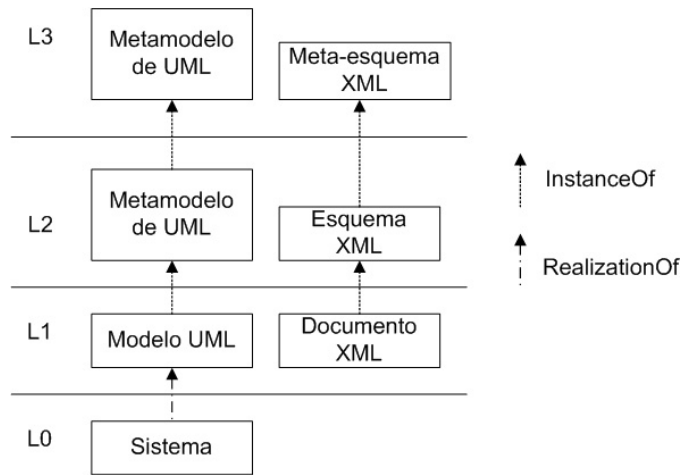 L3
Metamodelo
de UML
Meta-esquema
XML
L2
Metamodelo
de UML
Esquema
XML
InstanceOf
RealizationOf
L1
Modelo UML
Documento
XML
L0
Sistema